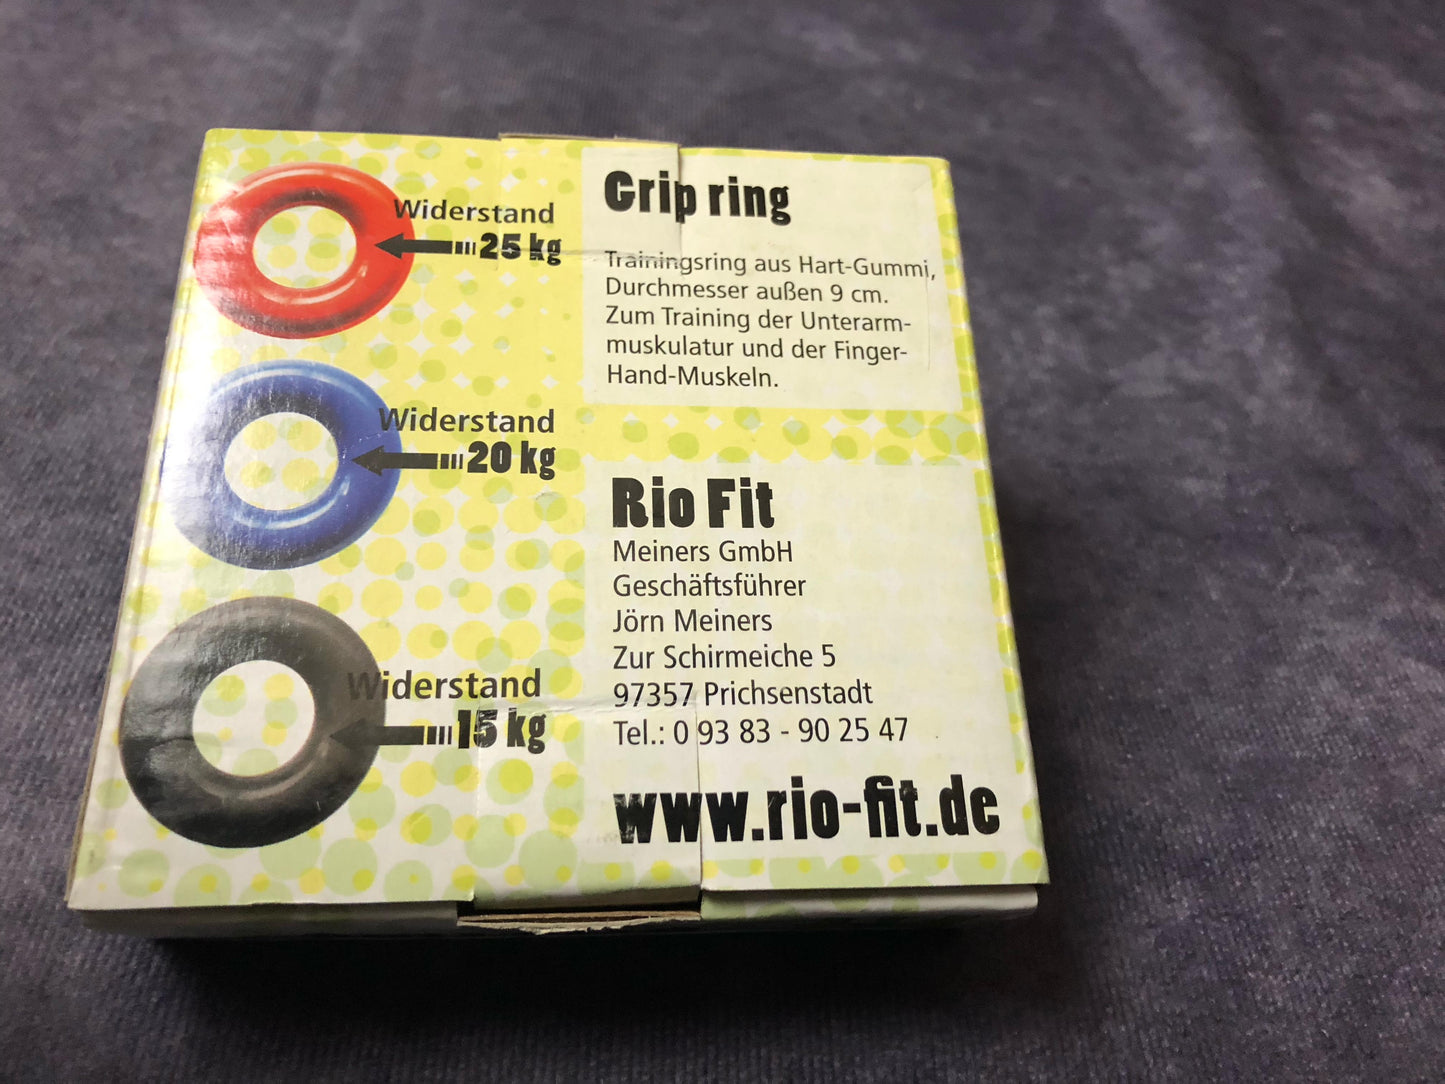 Widerstand
25 kg
Widerstand
20 kg
Widerstand
15 kg
Grip ring
Trainingsring aus Hart-Gummi,
Durchmesser außen 9 cm.
Zum Training der Unterarm-
muskulatur und der Finger-
Hand-Muskeln.
Rio Fit
Meiners GmbH
Geschäftsführer
Jörn Meiners
Zur Schirmeiche 5
97357 Prichsenstadt
Tel.: 0 93 83 - 90 25 47
www.rio-fit.de